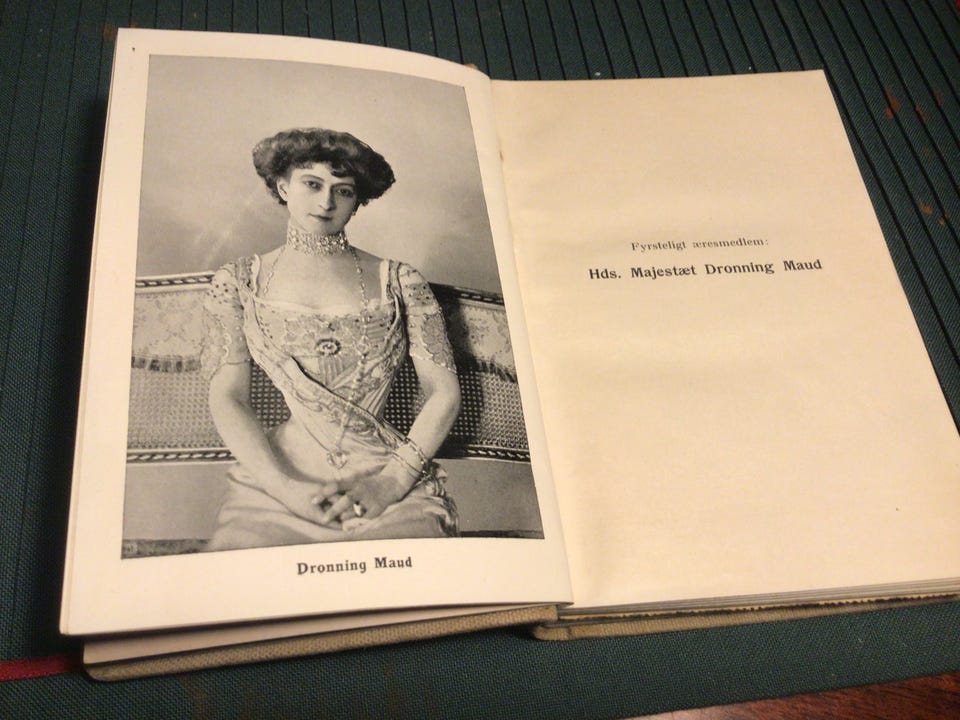 Dronning Maud
Fyrsteligt æresmedlem:
Hds. Majestæt Dronning Maud